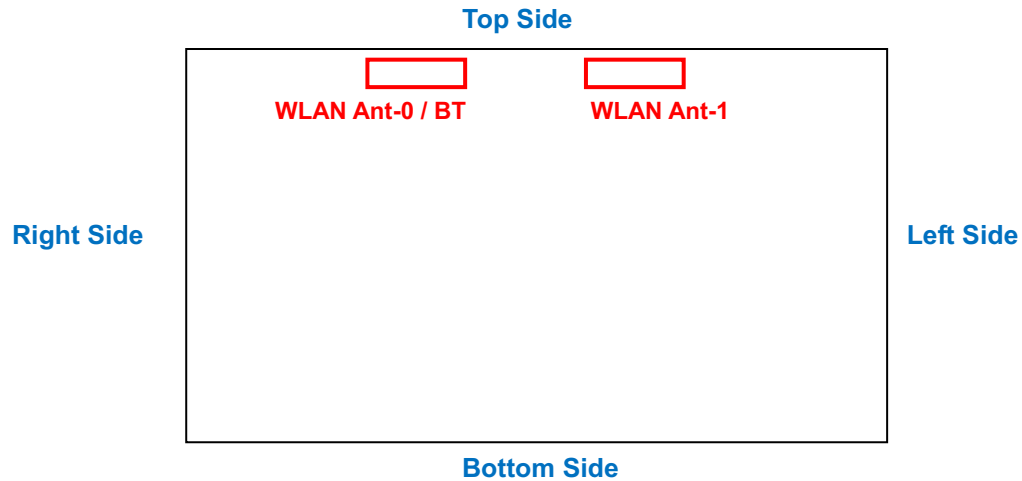 Top Side
WLAN Ant-0 / BT
WLAN Ant-1
Right Side
Left Side
Bottom Side